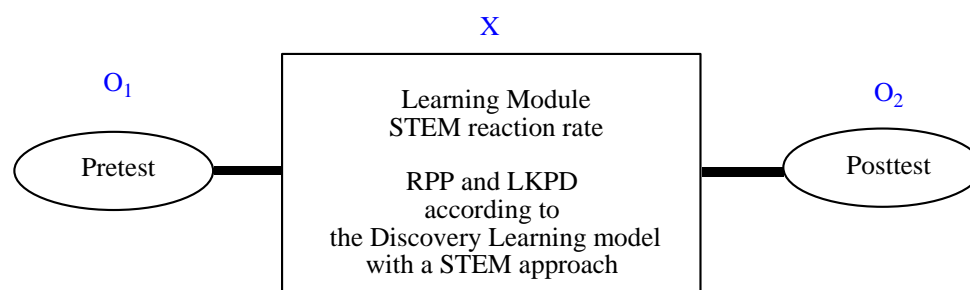 X
O1
O2
Learning Module
STEM reaction rate
Pretest
Posttest
RPP and LKPD
according to
the Discovery Learning model
with a STEM approach